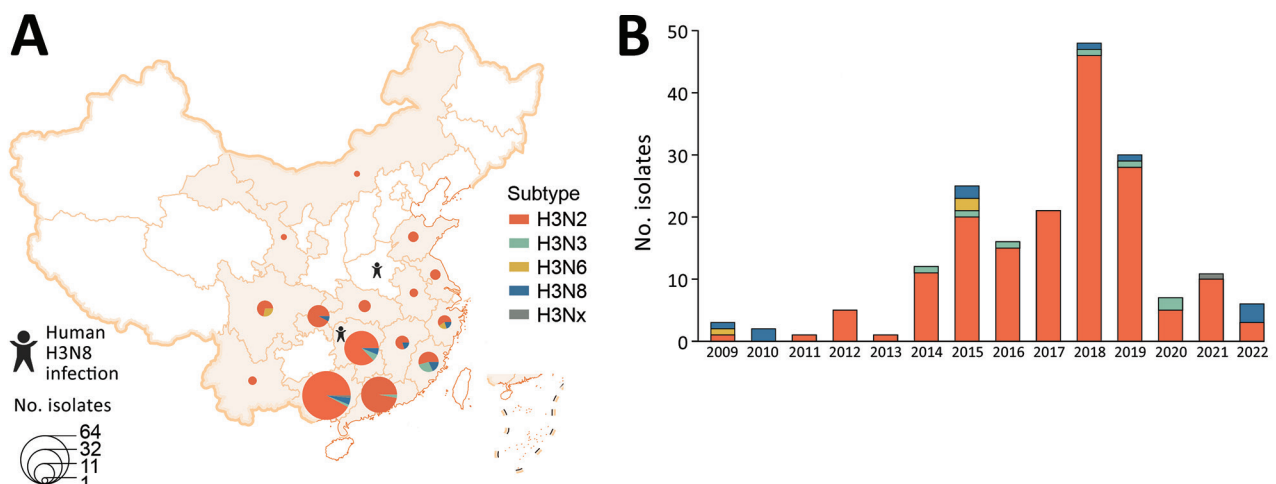 A
Subtype
H3N2
H3N3
H3N6
H3N8
H3Nx
Human
H3N8
infection
No. isolates
64
32
11
1
B
No. isolates
50
40
30
20
10
0
2009 2010 2011 2012 2013 2014 2015 2016 2017 2018 2019 2020 2021 2022